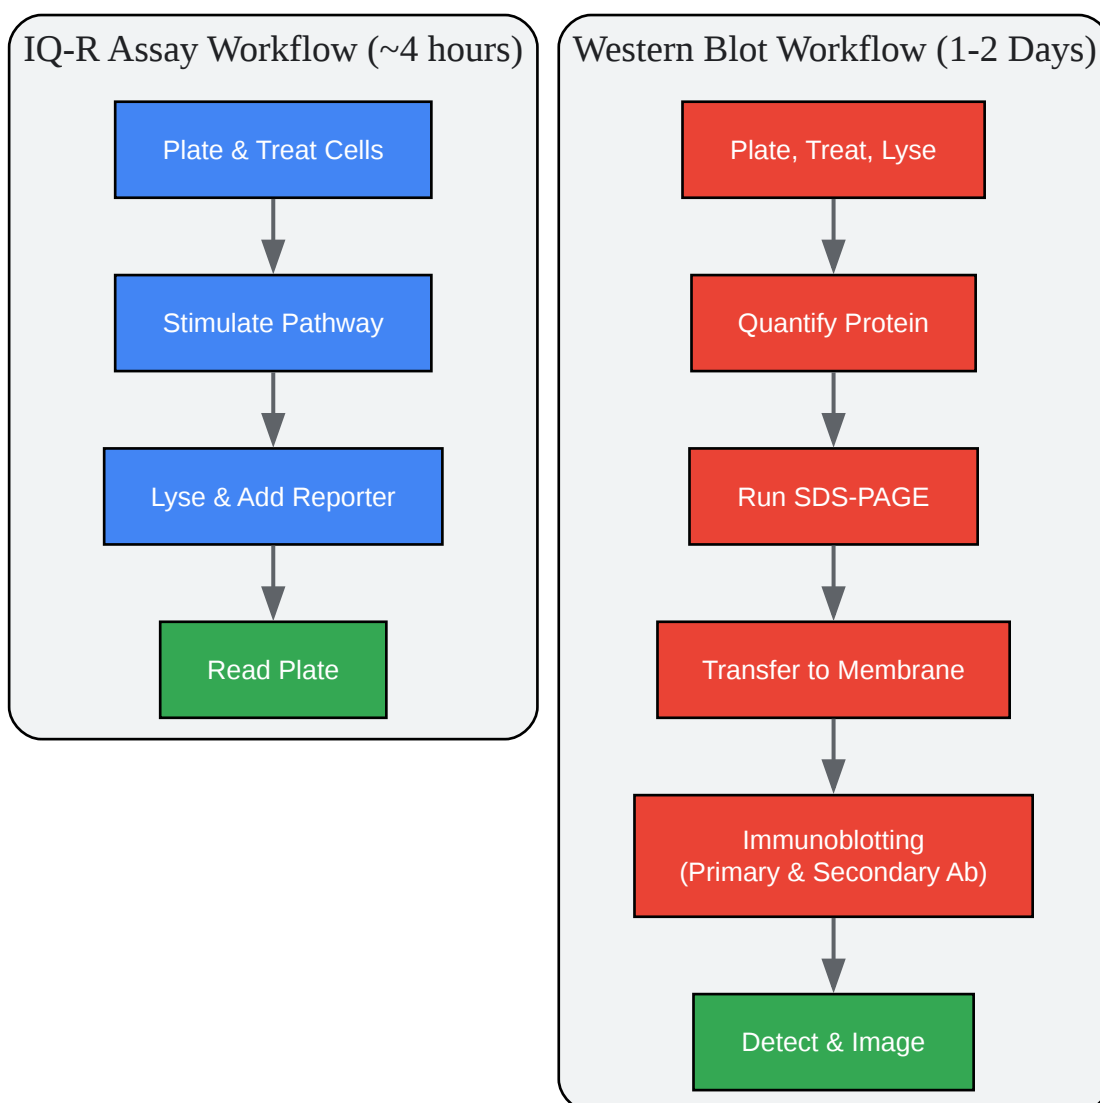 IQ-R Assay Workflow (~4 hours)
Plate & Treat Cells
Stimulate Pathway
Lyse & Add Reporter
Read Plate
Western Blot Workflow (1-2 Days)
Plate, Treat, Lyse
Quantify Protein
Run SDS-PAGE
Transfer to Membrane
Immunoblotting
(Primary & Secondary Ab)
Detect & Image